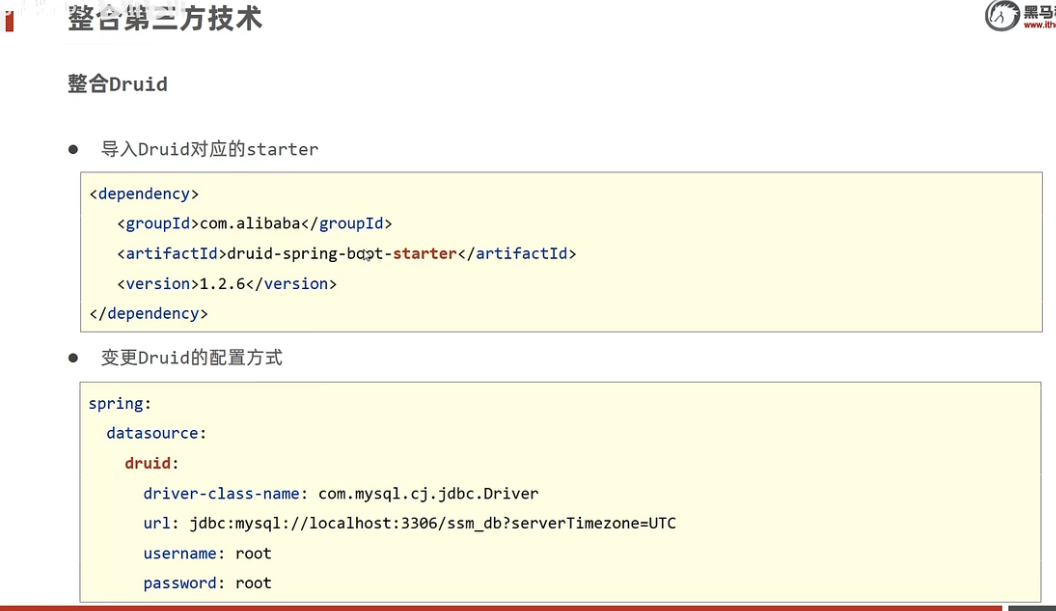 整合第三方技术
黑马
www.ith
整合Druid
● 导入Druid对应的starter
<dependency>
<groupId>com.alibaba</groupId>
<artifactId>druid-spring-boot-starter</artifactId>
<version>1.2.6</version>
</dependency>
● 变更Druid的配置方式
spring:
datasource:
druid:
driver-class-name: com.mysql.cj.jdbc.Driver
url: jdbc:mysql://localhost:3306/ssm_db?serverTimezone=UTC
username: root
password: root